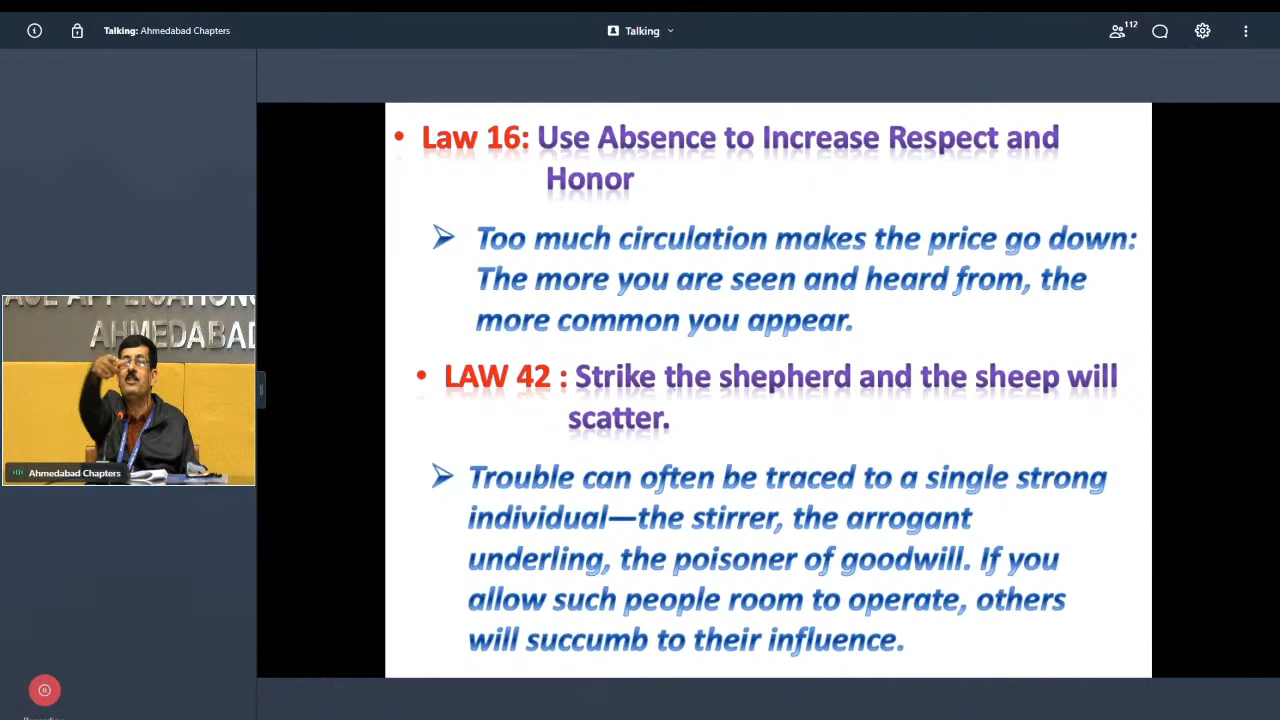 Talking: Ahmedabad Chapters
Talking
112
• Law 16: Use Absence to Increase Respect and
Honor
➢ Too much circulation makes the price go down:
The more you are seen and heard from, the
more common you appear.
• LAW 42 : Strike the shepherd and the sheep will
scatter.
➢ Trouble can often be traced to a single strong
individual—the stirrer, the arrogant
underling, the poisoner of goodwill. If you
allow such people room to operate, others
will succumb to their influence.
AHMEDABAD
Ahmedabad Chapters